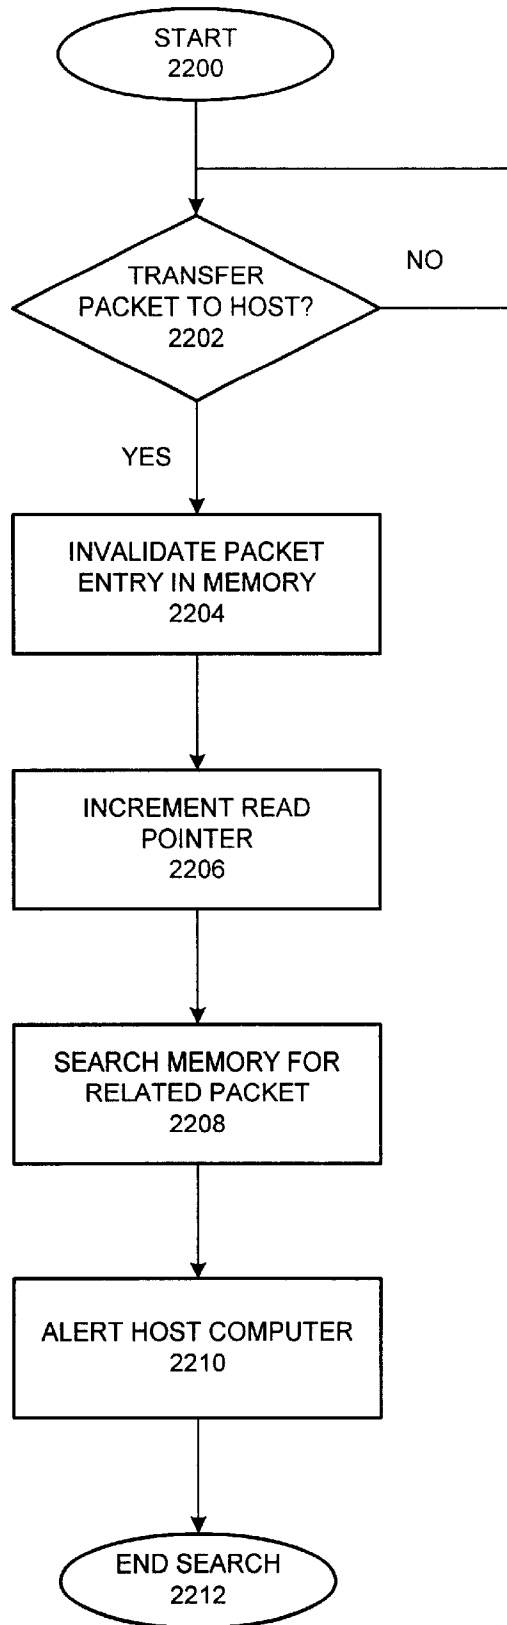 START
2200
TRANSFER
PACKET TO HOST?
2202
NO
YES
INVALIDATE PACKET
ENTRY IN MEMORY
2204
INCREMENT READ
POINTER
2206
SEARCH MEMORY FOR
RELATED PACKET
2208
ALERT HOST COMPUTER
2210
END SEARCH
2212